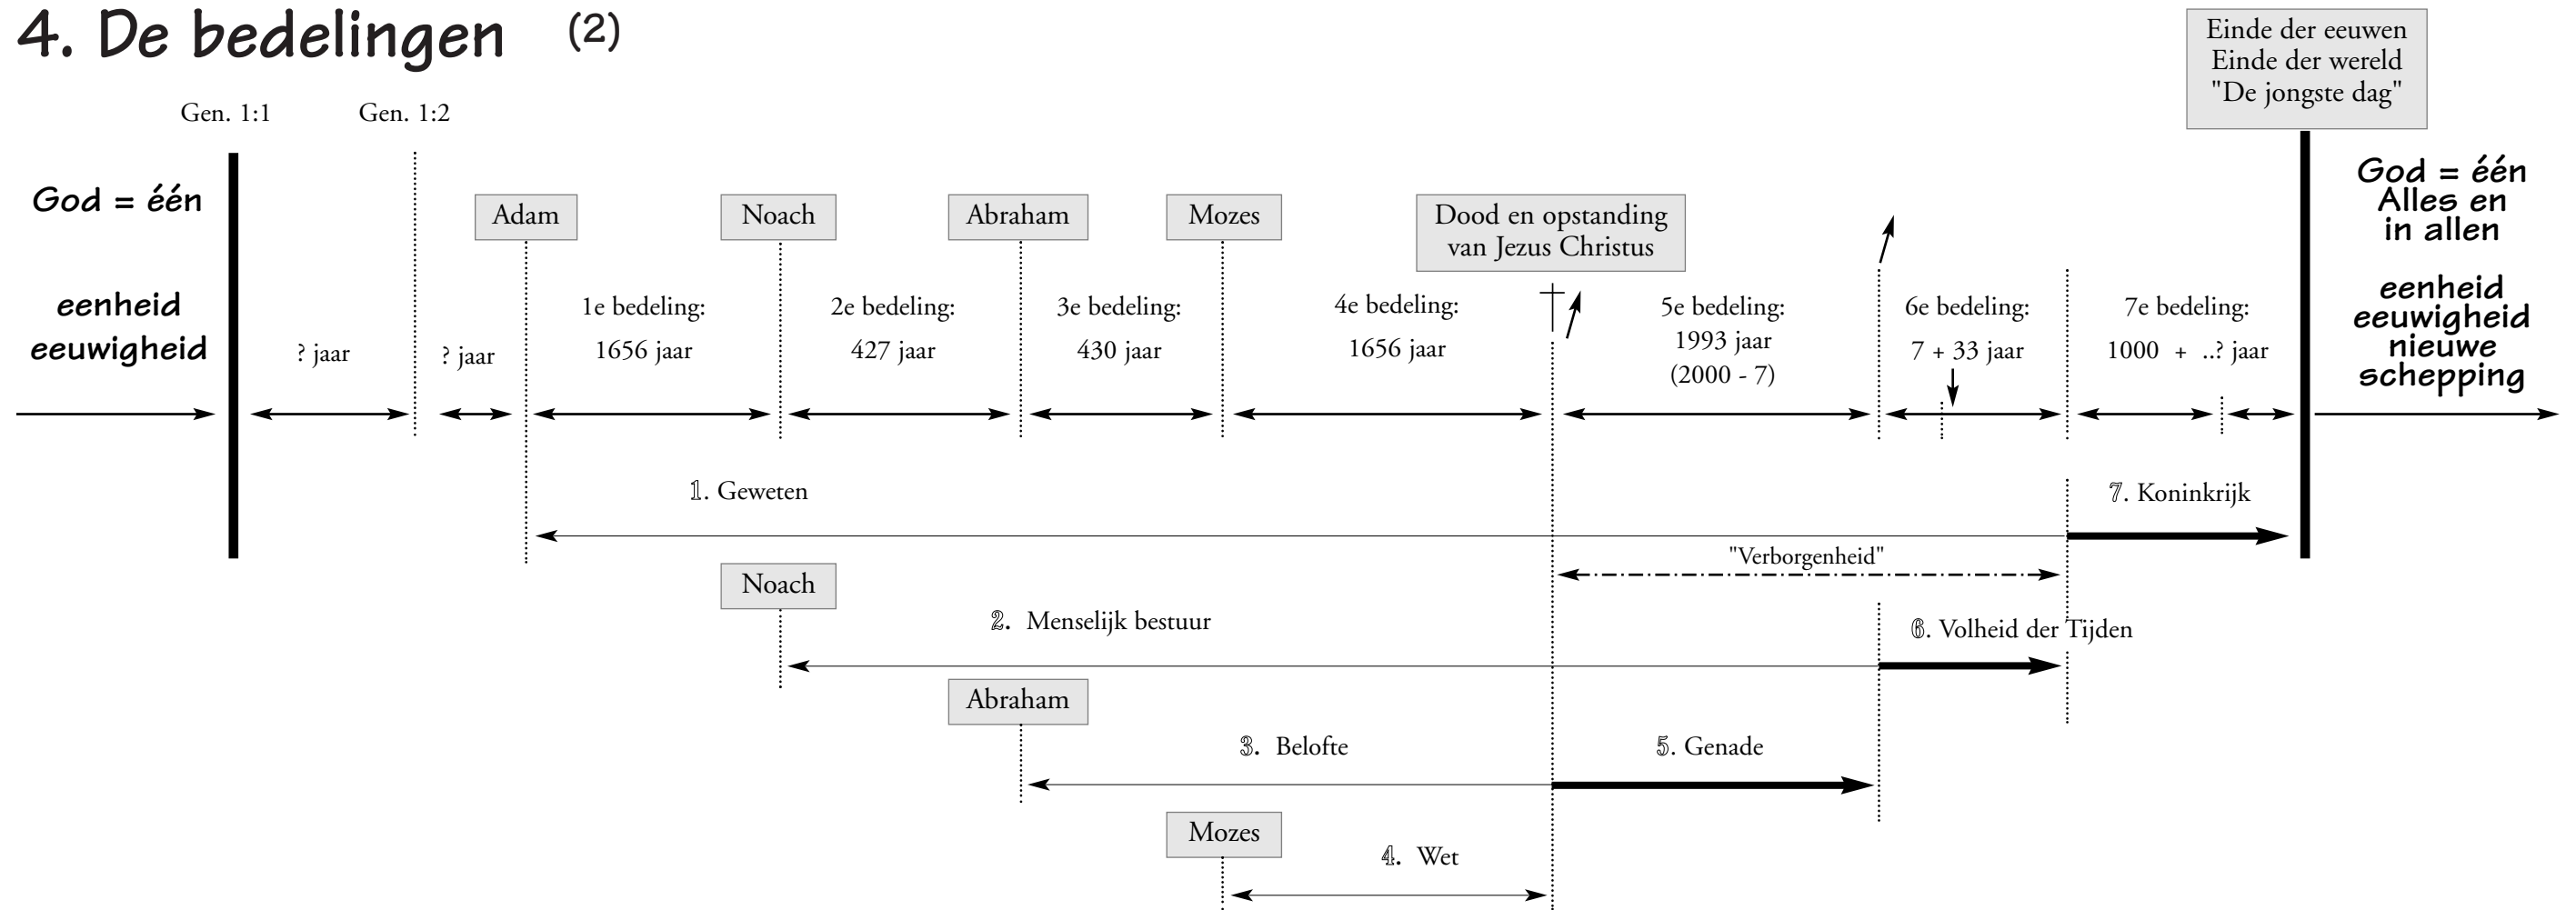 4. De bedelingen (2)
Einde der eeuwen
Einde der wereld
"De jongste dag"
Gen. 1:1
Gen. 1:2
God = één
eenheid
eeuwigheid
? jaar
? jaar
Adam
Noach
Abraham
Mozes
Dood en opstanding
van Jezus Christus
1e bedeling:
1656 jaar
2e bedeling:
427 jaar
3e bedeling:
430 jaar
4e bedeling:
1656 jaar
5e bedeling:
1993 jaar
(2000 - 7)
6e bedeling:
7 + 33 jaar
7e bedeling:
1000 + ..? jaar
God = één
Alles en
in allen
eenheid
eeuwigheid
nieuwe
schepping
1. Geweten
7. Koninkrijk
"Verborgenheid"
Noach
2. Menselijk bestuur
6. Volheid der Tijden
Abraham
3. Belofte
5. Genade
Mozes
4. Wet